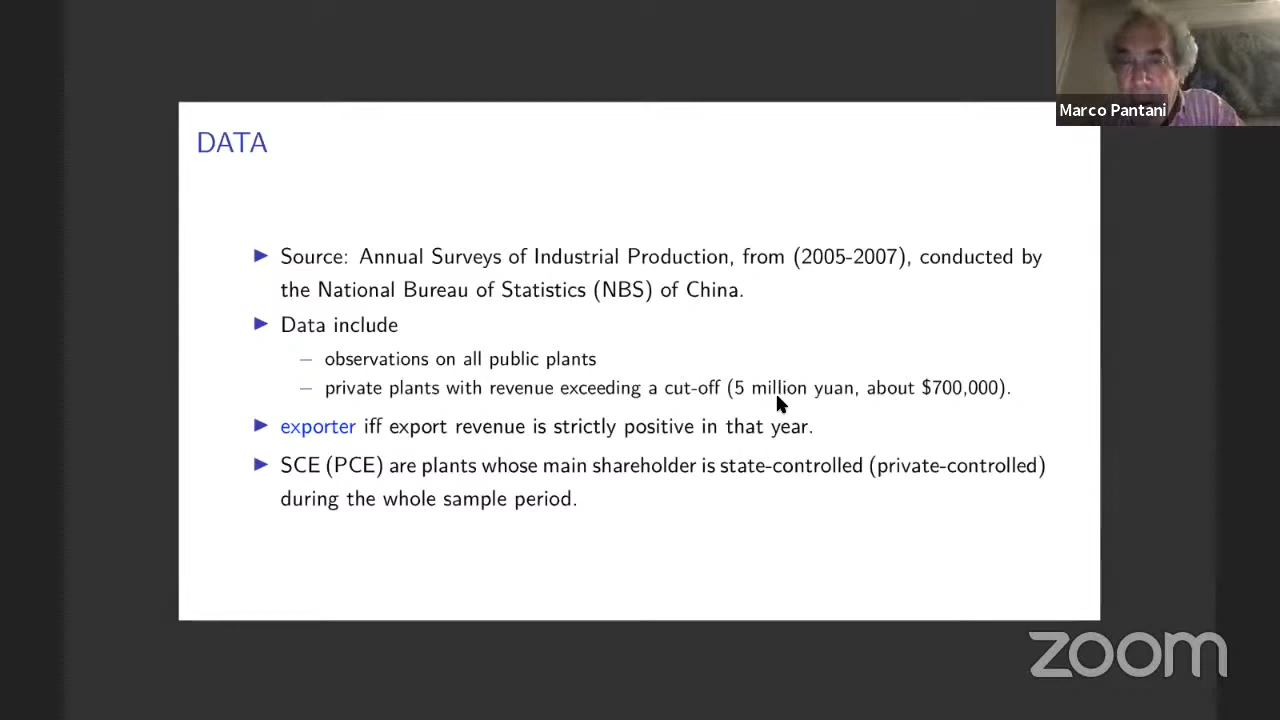 Marco Pantani
DATA
▶ Source: Annual Surveys of Industrial Production, from (2005-2007), conducted by
the National Bureau of Statistics (NBS) of China.
▶ Data include
– observations on all public plants
– private plants with revenue exceeding a cut-off (5 million yuan, about $700,000).
▶ exporter iff export revenue is strictly positive in that year.
▶ SCE (PCE) are plants whose main shareholder is state-controlled (private-controlled)
during the whole sample period.
zoom